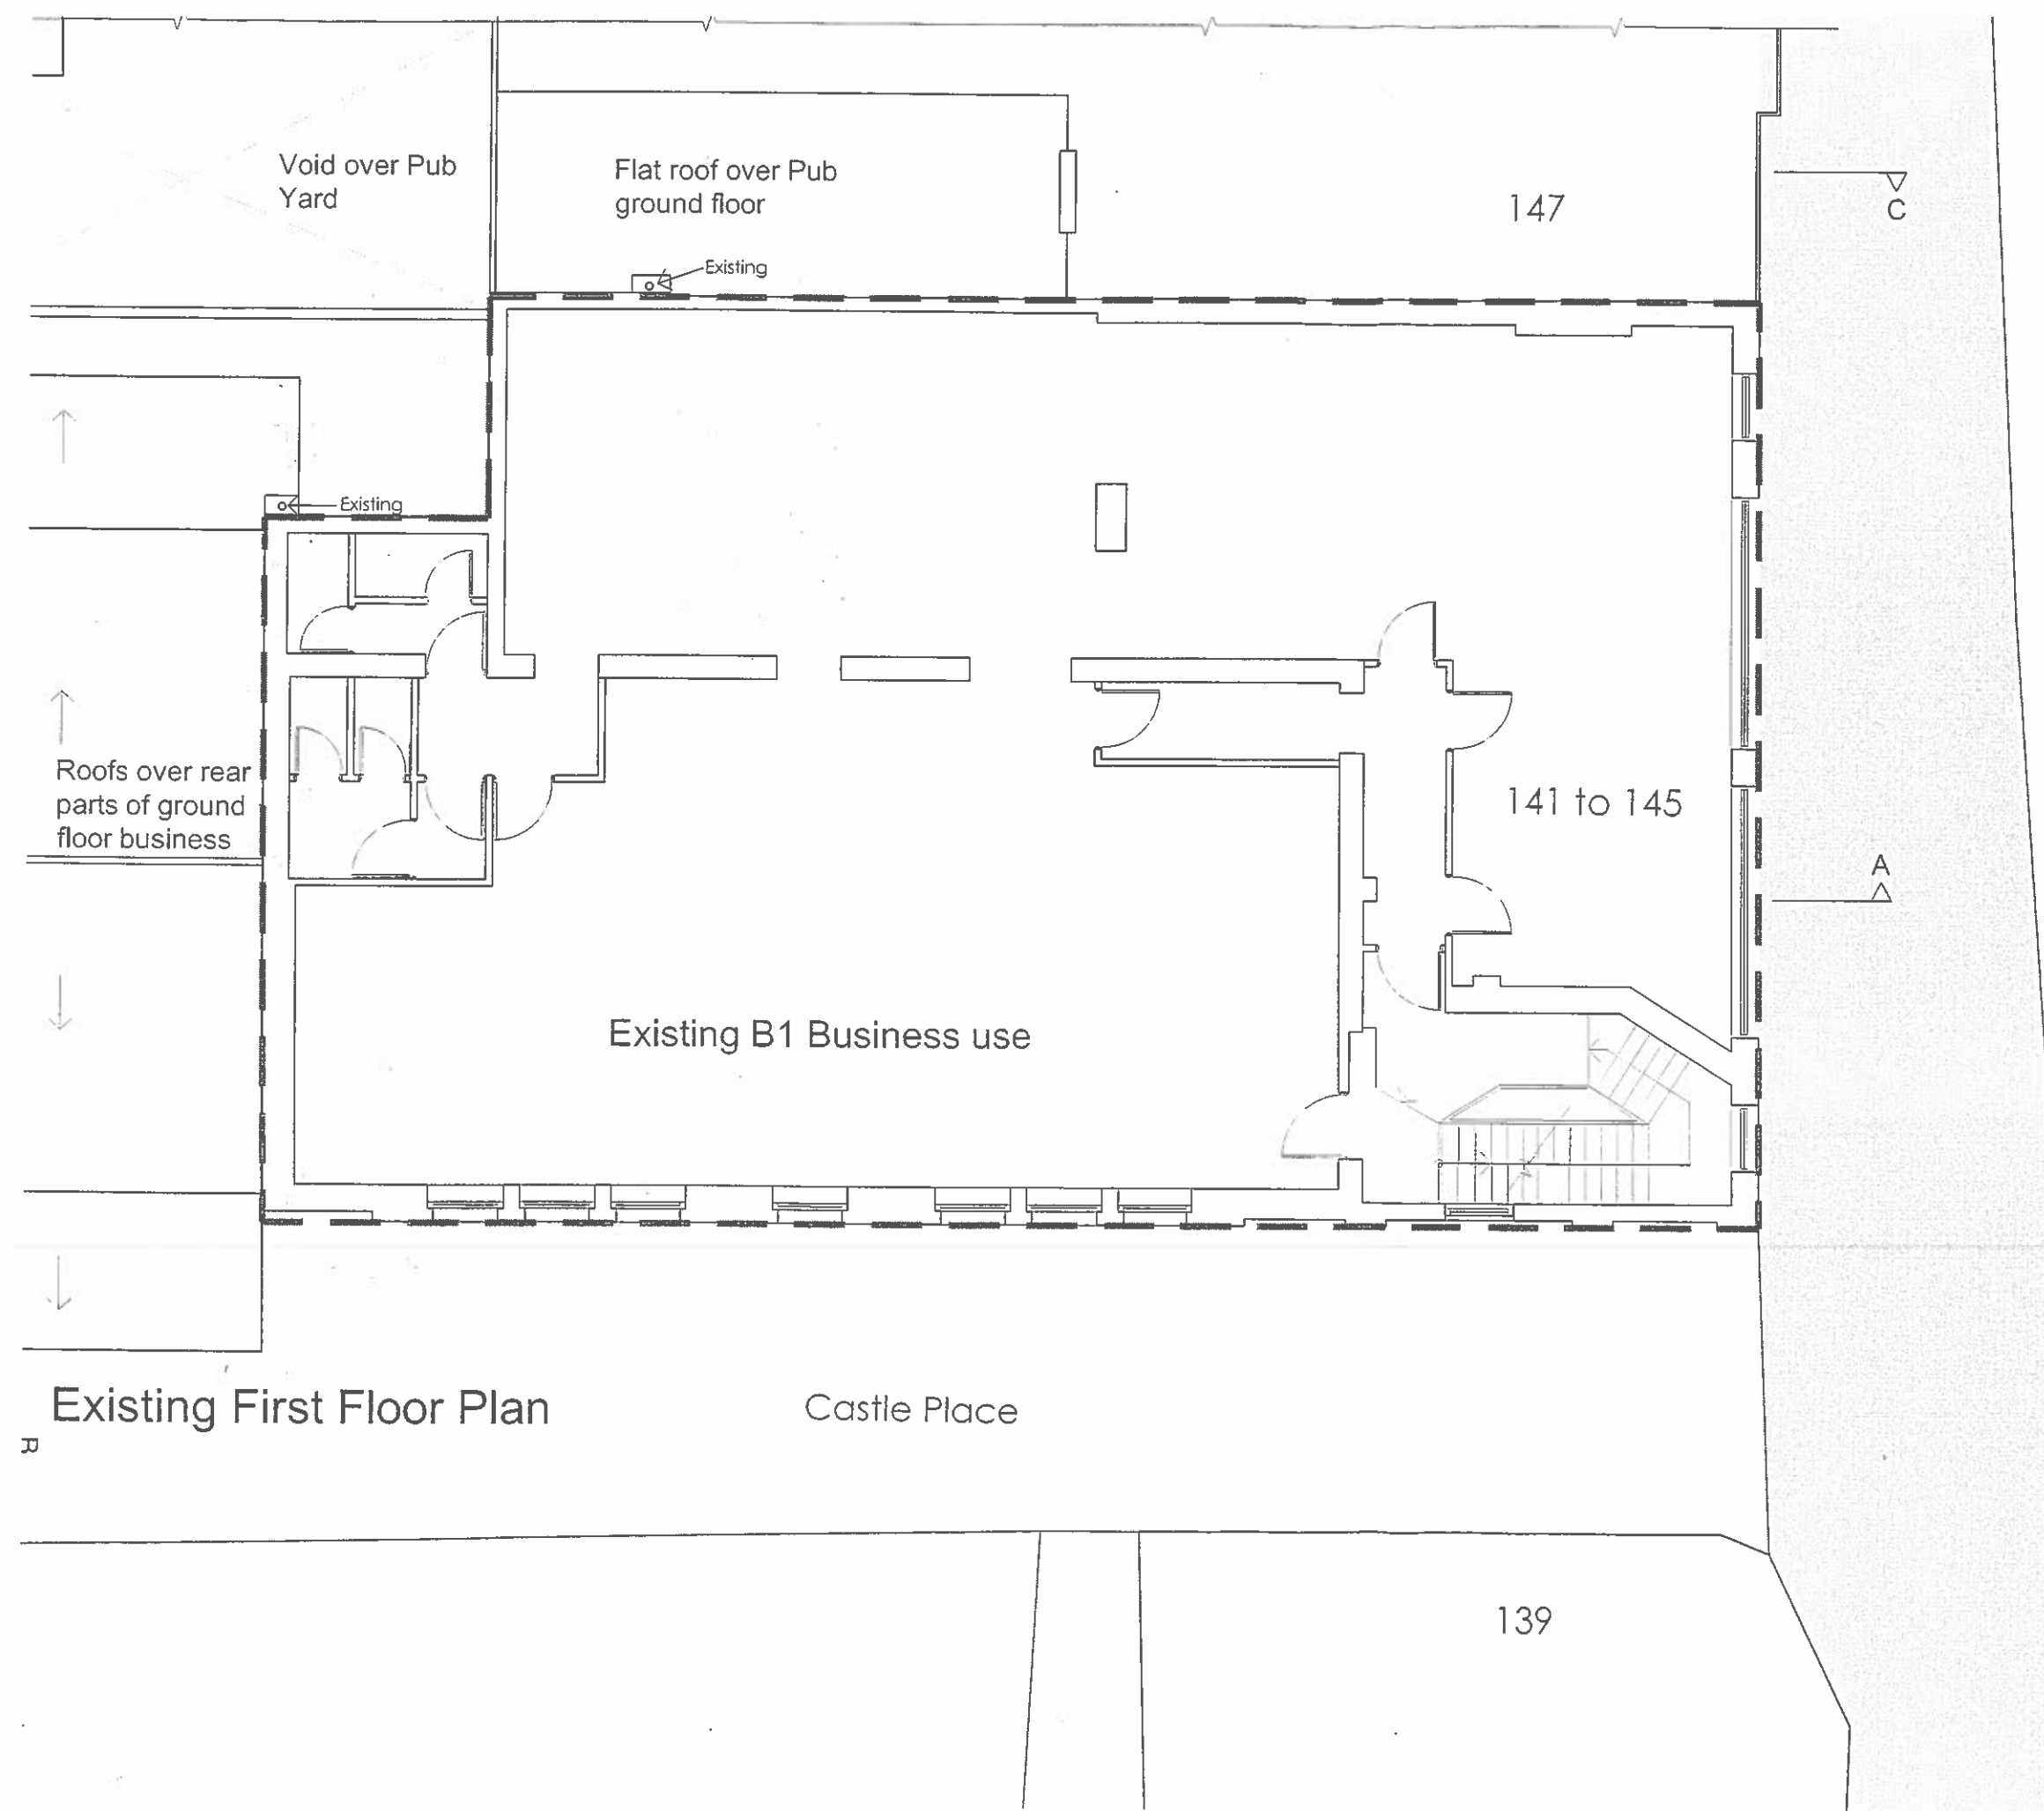 Void over Pub
Yard
Flat roof over Pub
ground floor
147
C
Existing
Existing
Roofs over rear
parts of ground
floor business
141 to 145
A
Existing B1 Business use
Existing First Floor Plan
Castle Place
R
139